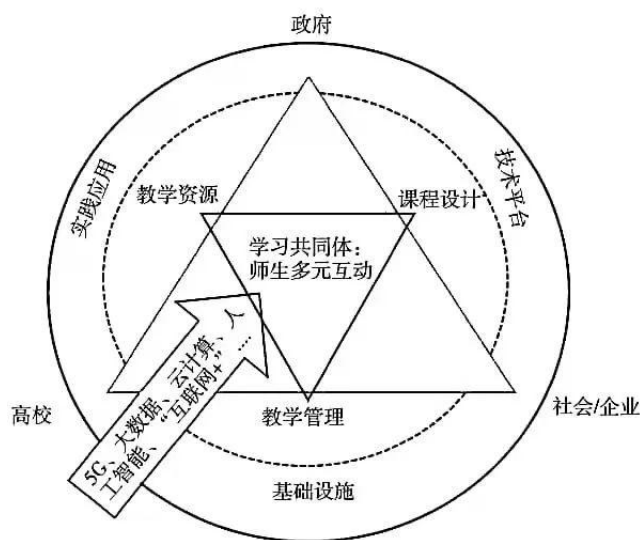 政府
实践应用
技术平台
教学资源
课程设计
学习共同体：
师生多元互动
5G、大数据、云计算、人
工智能、“互联网+”…
高校
教学管理
社会/企业
基础设施